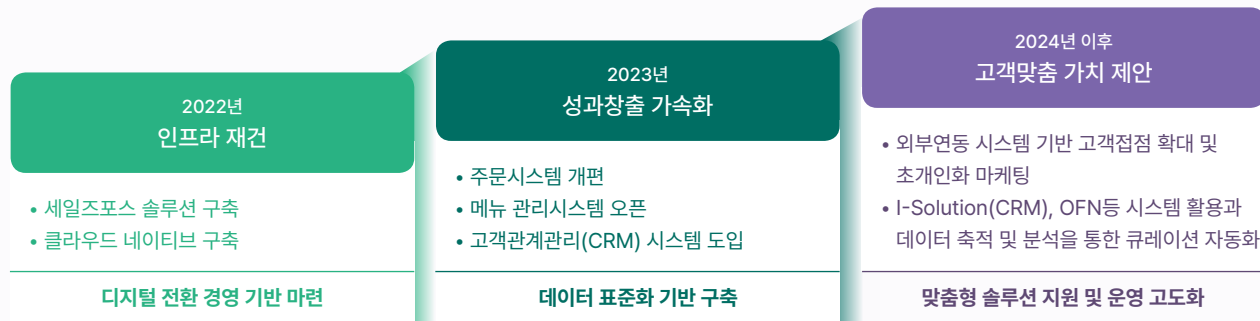 2022년
인프라 재건
• 세일즈포스 솔루션 구축
• 클라우드 네이티브 구축
디지털 전환 경영 기반 마련
2023년
성과창출 가속화
• 주문시스템 개편
• 메뉴 관리시스템 오픈
• 고객관계관리(CRM) 시스템 도입
데이터 표준화 기반 구축
2024년 이후
고객맞춤 가치 제안
• 외부연동 시스템 기반 고객접점 확대 및
초개인화 마케팅
• I-Solution(CRM), OFN등 시스템 활용과
데이터 축적 및 분석을 통한 큐레이션 자동화
맞춤형 솔루션 지원 및 운영 고도화